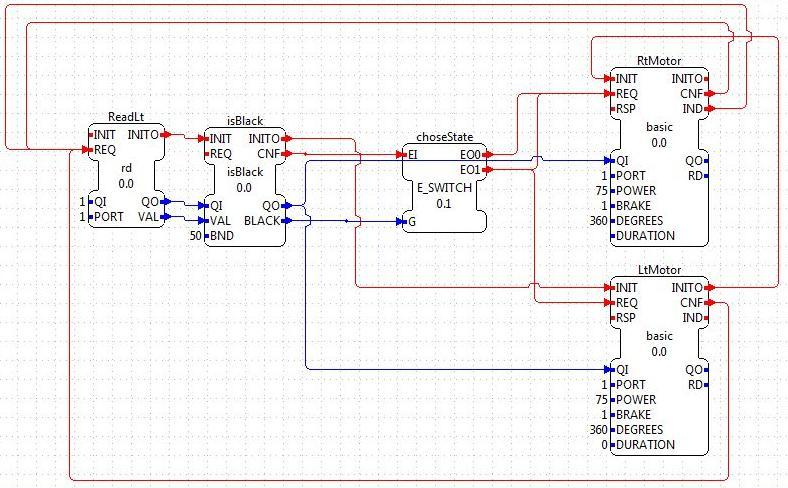 ReadLt
INIT INITO
REQ
rd
0.0
1 QI QO
1 PORT VAL
isBlack
INIT INITO
REQ CNF
isBlack
0.0
QI QO
VAL BLACK
50 BND
choseState
EI EO0
EO1
E_SWITCH
0.1
G
RtMotor
INIT INITO
REQ CNF
RSP IND
basic
0.0
QI QO
1 PORT RD
75 POWER
1 BRAKE
360 DEGREES
DURATION
LtMotor
INIT INITO
REQ CNF
RSP IND
basic
0.0
QI QO
1 PORT RD
75 POWER
1 BRAKE
360 DEGREES
0 DURATION